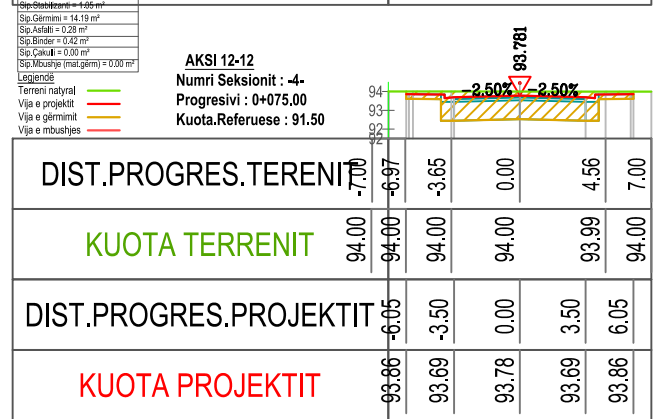 Sip.Stabilizanti = 1.05 m²
Sip.Gërmimi = 14.19 m²
Sip.Asfalti = 0.28 m²
Sip.Binder = 0.42 m²
Sip.Çakulli = 0.00 m²
Sip.Mbushje (mat.gërm) = 0.00 m²
Legjendë
Terreni natyral
Vija e projektit
Vija e gërmimit
Vija e mbushjes
AKSI 12-12
Numri Seksionit : -4-
Progresivi : 0+075.00
Kuota.Referuese : 91.50
93.781
-2.50% -2.50%
94
93
92
DIST.PROGRES.TERENIT -7.00 -6.97 -3.65 0.00 4.56 7.00
KUOTA TERRENIT 94.00 94.00 94.00 94.00 93.99 94.00
DIST.PROGRES.PROJEKTIT -6.05 -3.50 0.00 3.50 6.05
KUOTA PROJEKTIT 93.86 93.69 93.78 93.69 93.86